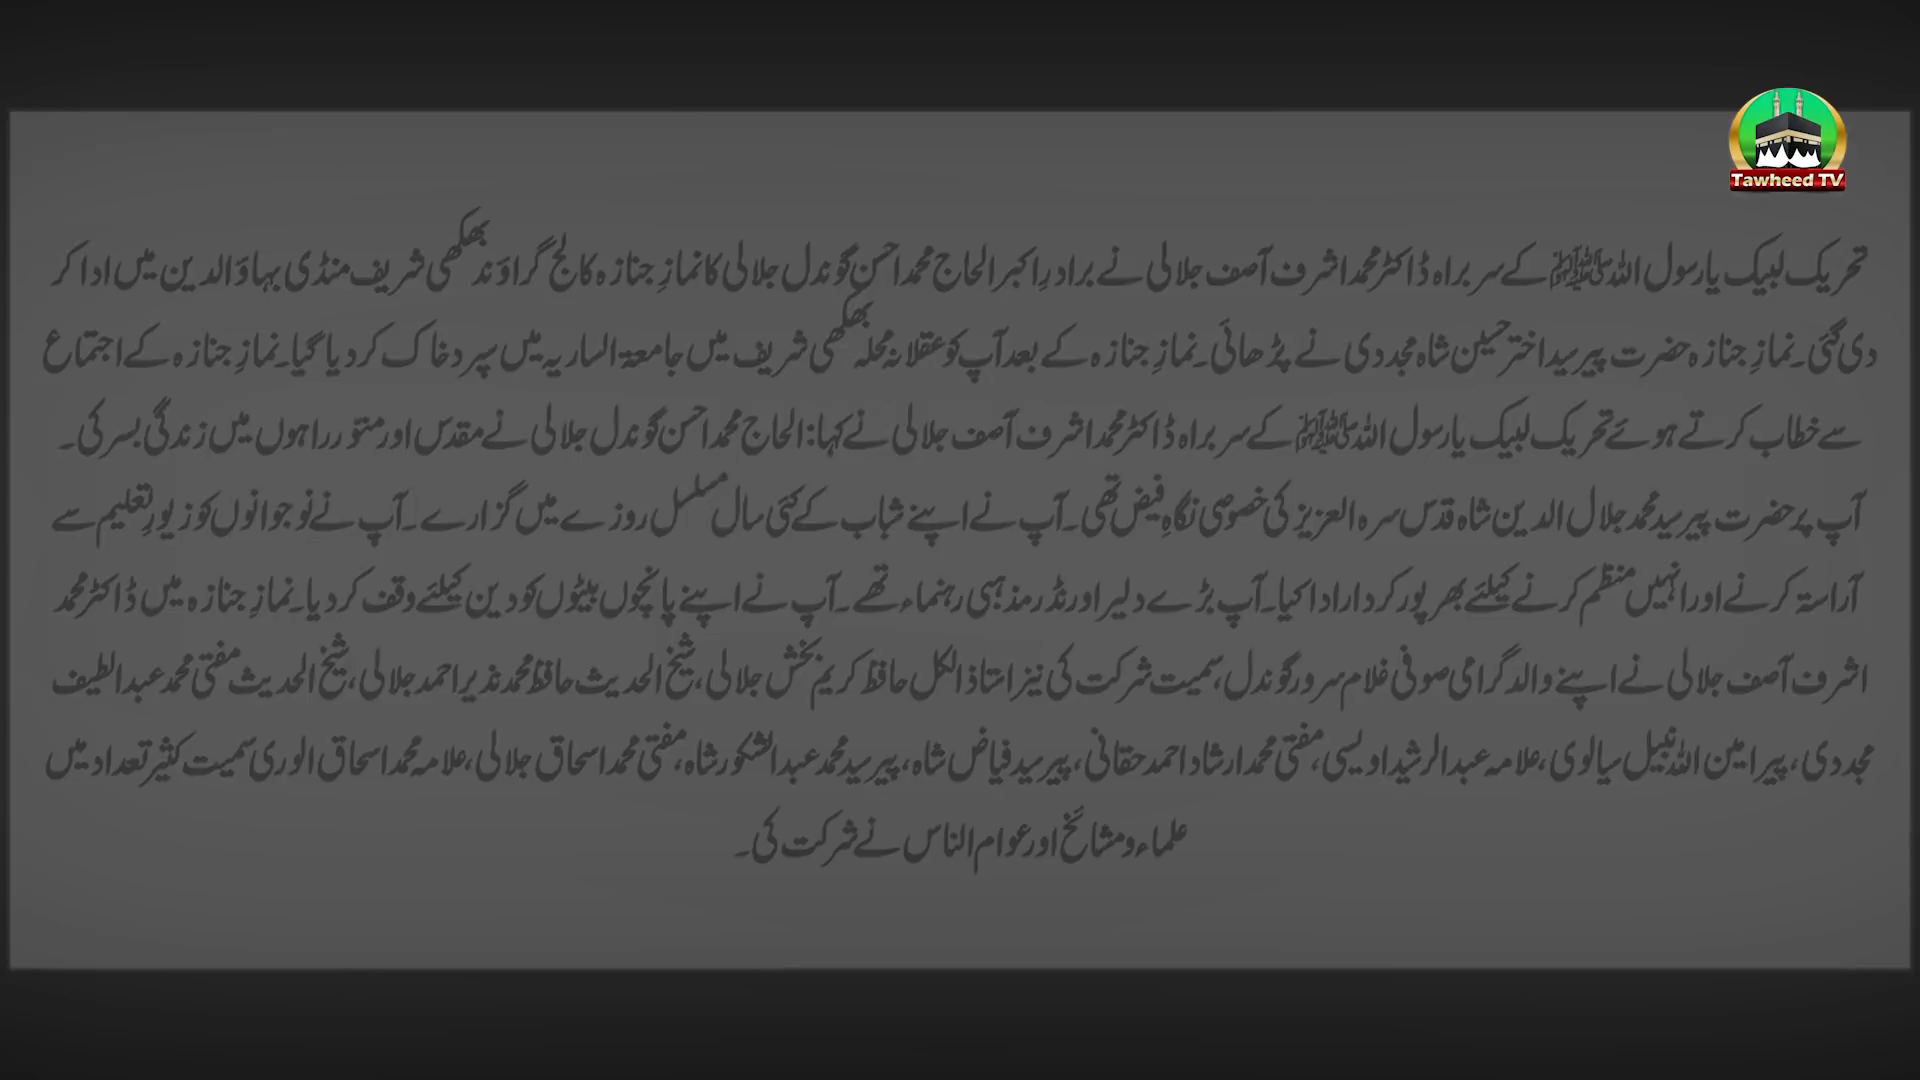 Tawheed TV
تحریک لبیک یا رسول اللہ ﷺ کے سربراہ ڈاکٹر محمد اشرف آصف جلالی نے برادرِ اکبر الحاج محمد احسن گوندل جلالی کا نمازِ جنازہ کالج گراؤنڈ بھکھی شریف منڈی بہاؤالدین میں ادا کر
دی گئی۔ نمازِ جنازہ حضرت پیر سید اختر حسین شاہ مجددی نے پڑھائی۔ نمازِ جنازہ کے بعد آپ کو عقلانہ محلہ بھکھی شریف میں جامعۃ الساریہ میں سپرد خاک کر دیا گیا۔ نمازِ جنازہ کے اجتماع
سے خطاب کرتے ہوئے تحریک لبیک یا رسول اللہ ﷺ کے سربراہ ڈاکٹر محمد اشرف آصف جلالی نے کہا: الحاج محمد احسن گوندل جلالی نے مقدس اور متور راہوں میں زندگی بسر کی۔
آپ پر حضرت پیر سید محمد جلال الدین شاہ قدس سرہ العزیز کی خصوصی نگاہِ فیض تھی۔ آپ نے اپنے شباب کے کئی سال مسلسل روزے میں گزارے۔ آپ نے نوجوانوں کو زیورِ تعلیم سے
آراستہ کرنے اور انہیں منظم کرنے کیلئے بھرپور کردار ادا کیا۔ آپ بڑے دلیر اور نڈر مذہبی رہنماء تھے۔ آپ نے اپنے پانچوں بیٹوں کو دین کیلئے وقف کر دیا۔ نمازِ جنازہ میں ڈاکٹر محمد
اشرف آصف جلالی نے اپنے والد گرامی صوفی غلام سرور گوندل، سمیت شرکت کی نیز استاذ الکل حافظ کریم بخش جلالی، شیخ الحدیث حافظ محمد نذیر احمد جلالی، شیخ الحدیث مفتی محمد عبد الطیف
مجددی، پیر امین اللہ نبیل سیالوی، علامہ عبد الرشید اویسی، مفتی محمد ارشاد احمد حقانی، پیر سید فیاض شاہ، پیر سید محمد عبد الشکور شاہ، مفتی محمد اسحاق جلالی، علامہ محمد اسحاق الوری سمیت کثیر تعداد میں
علماء و مشائخ اور عوام الناس نے شرکت کی۔